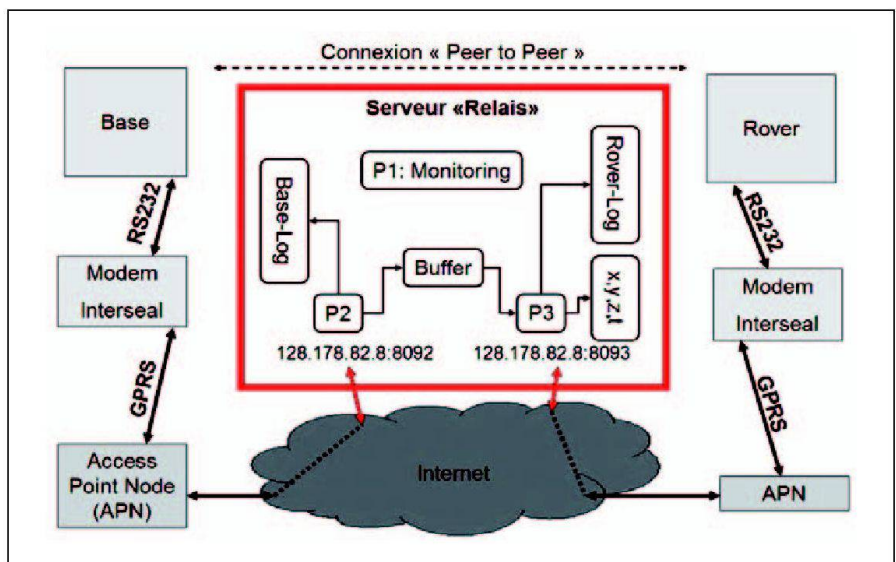 Connexion « Peer to Peer »
Base
Serveur «Relais»
Rover
P1: Monitoring
Base-Log
Rover-Log
RS232
RS232
Buffer
Modem
Interseal
P2
P3
x,y,z,t
Modem
Interseal
128.178.82.8:8092
128.178.82.8:8093
GPRS
GPRS
Access
Point Node
(APN)
Internet
APN